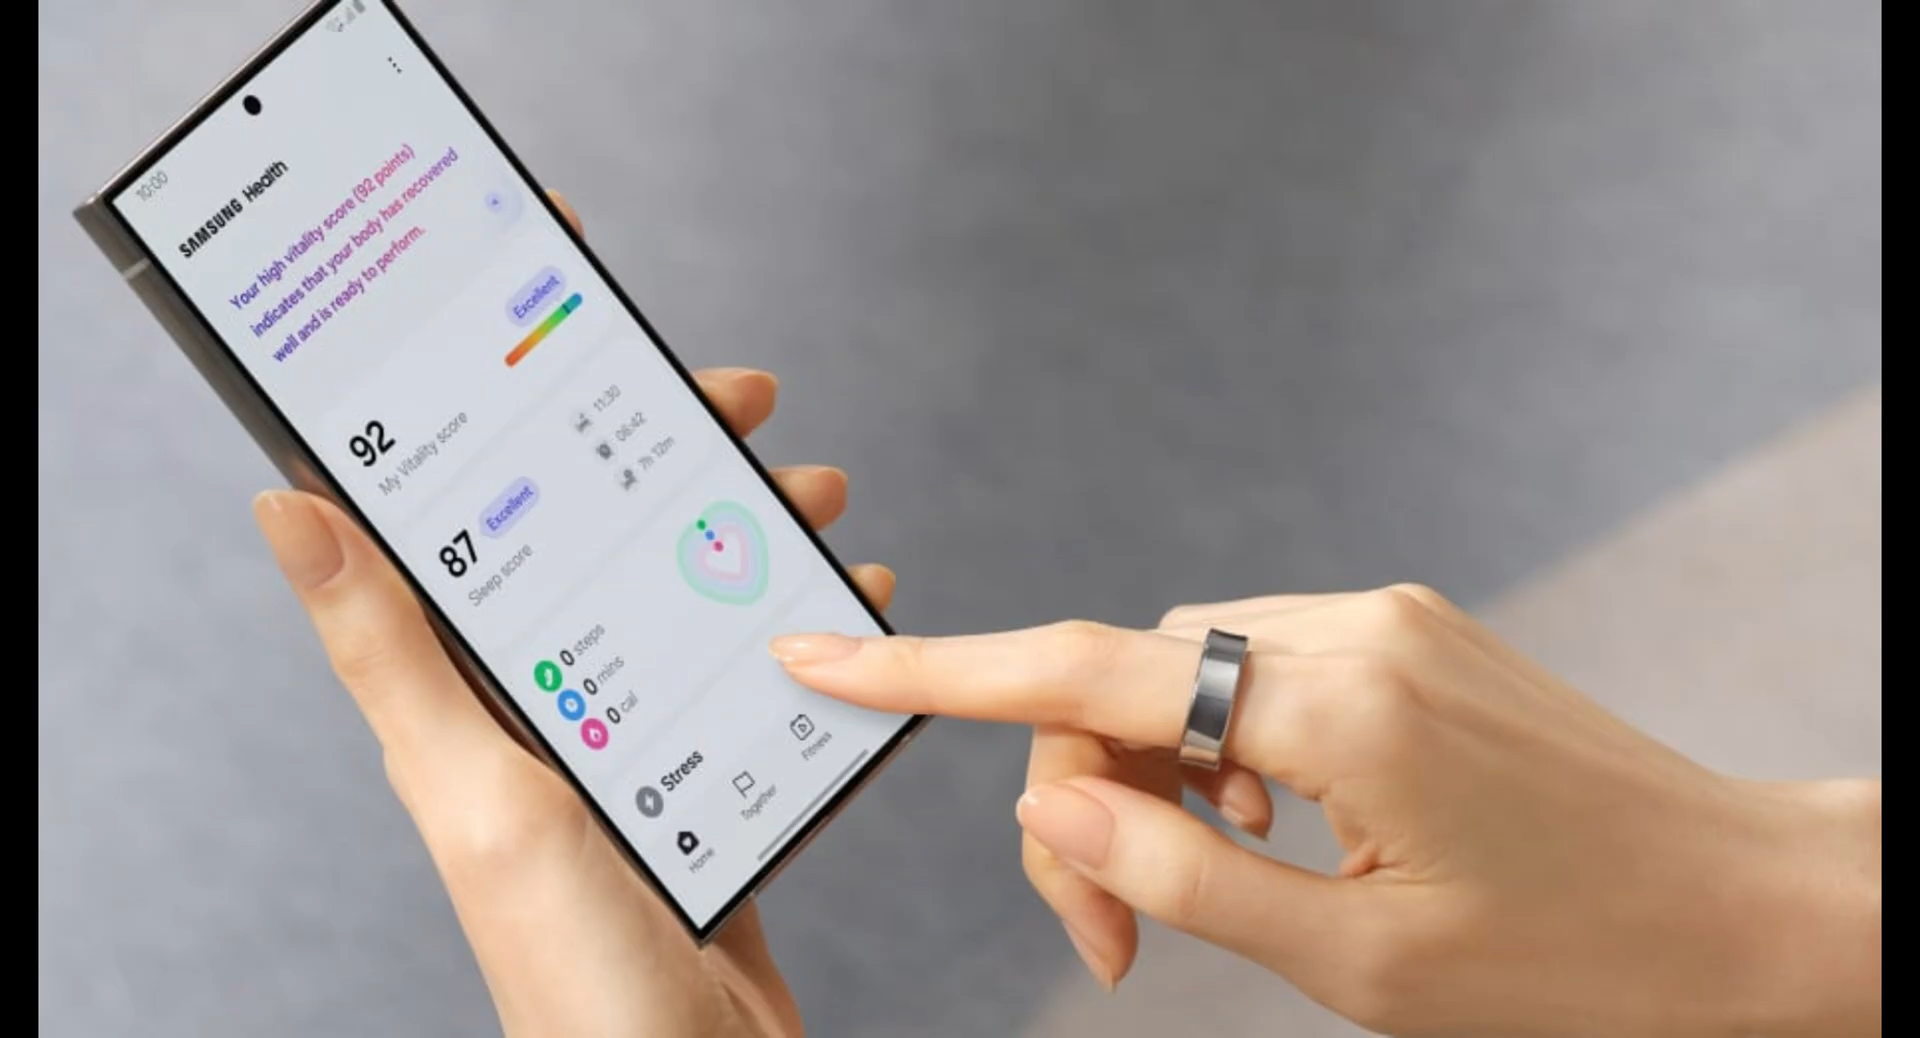 10:00
SAMSUNG Health
Your high vitality score (92 points)
indicates that your body has recovered
well and is ready to perform.
Excellent
92
My Vitality score
11:30
06:42
7h 12m
87 Excellent
Sleep score
0 steps
0 mins
0 cal
Stress
Home
Together
Fitness